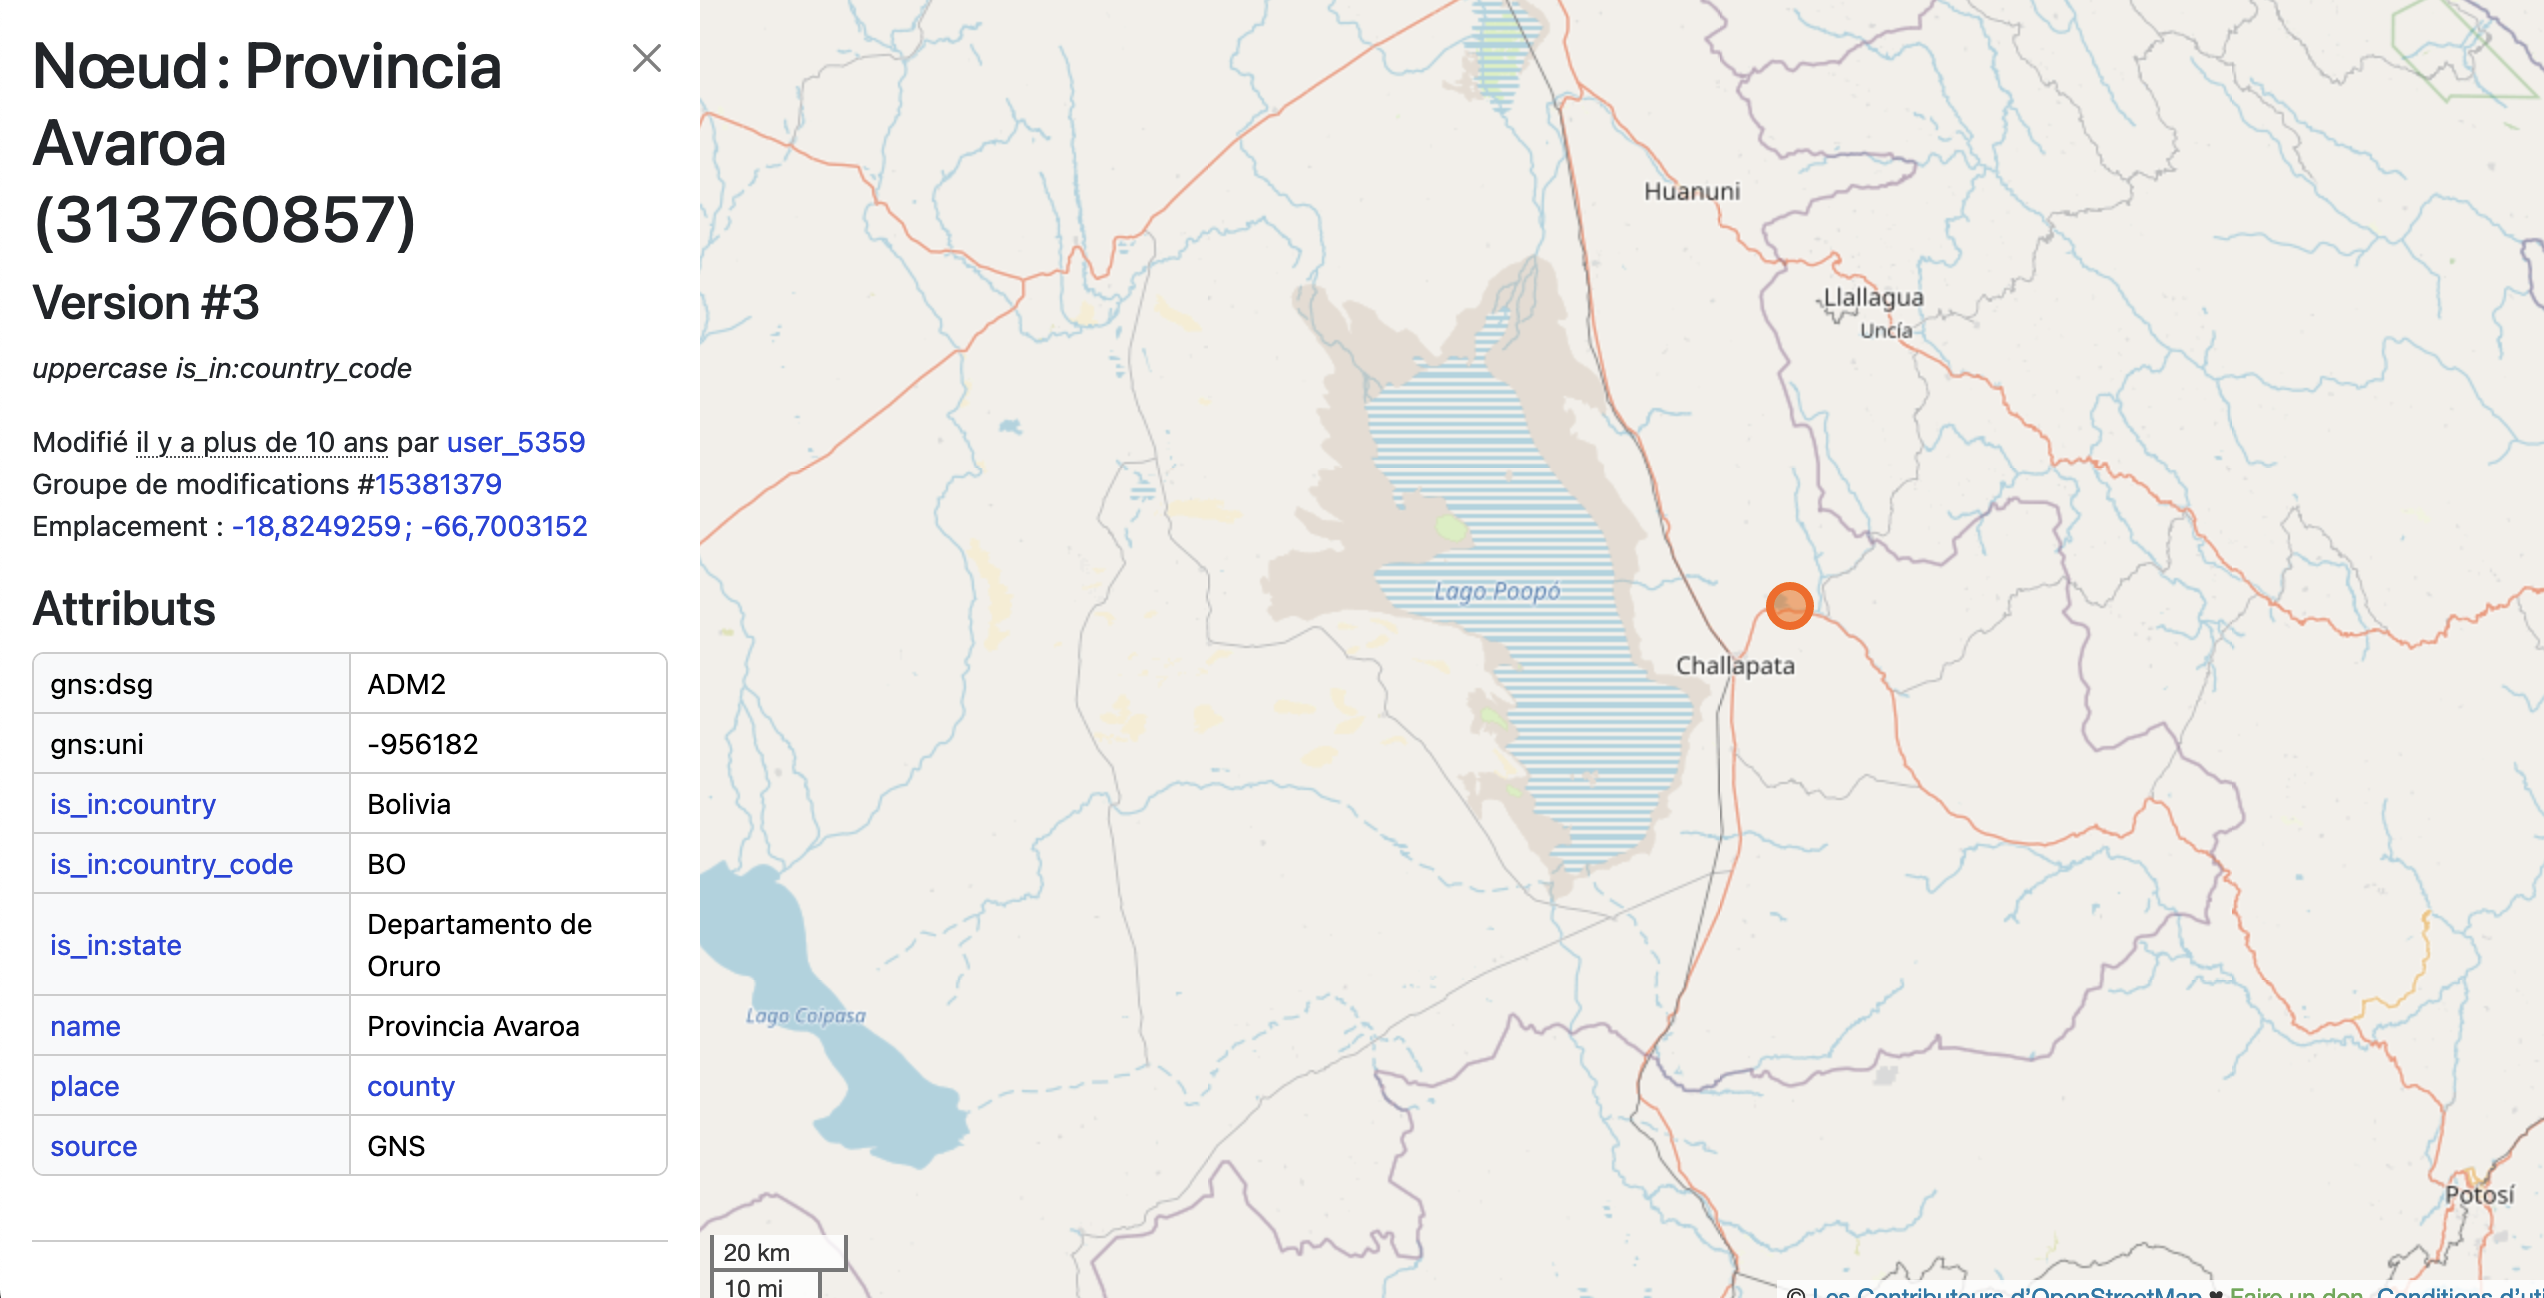 Nœud : Provincia
Avaroa
(313760857)
Version #3
uppercase is_in:country_code
Modifié il y a plus de 10 ans par user_5359
Groupe de modifications #15381379
Emplacement : -18,8249259 ; -66,7003152
Attributs
gns:dsg ADM2
gns:uni -956182
is_in:country Bolivia
is_in:country_code BO
is_in:state Departamento de
Oruro
name Provincia Avaroa
place county
source GNS
Huanuni
Llallagua
Uncía
Lago Poopó
Challapata
Lago Coipasa
Potosí
20 km
10 mi
© Les Contributeurs d'OpenStreetMap ♥ Faire un don. Conditions d'ut